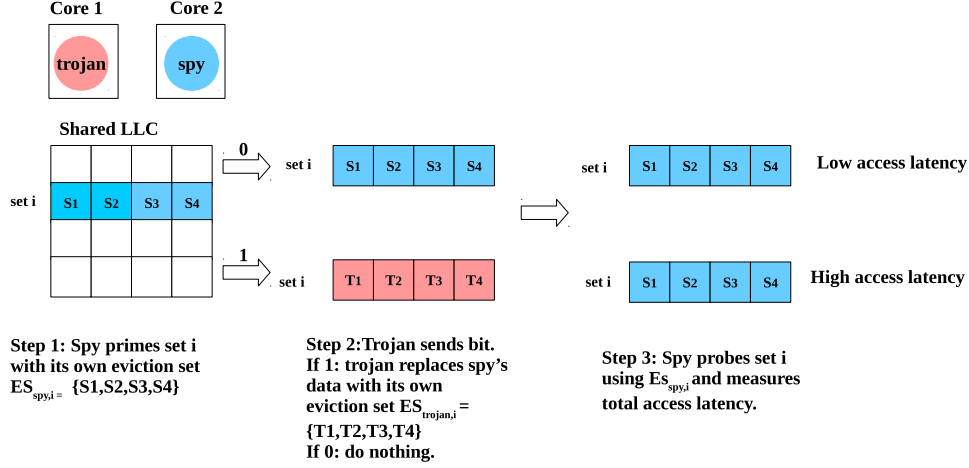 Core 1
Core 2
trojan
spy
Shared LLC
set i
S1 S2 S3 S4
0
set i
S1 S2 S3 S4
set i
S1 S2 S3 S4
Low access latency
1
set i
T1 T2 T3 T4
set i
S1 S2 S3 S4
High access latency
Step 1: Spy primes set i
with its own eviction set
ESspy,i = {S1,S2,S3,S4}
Step 2:Trojan sends bit.
If 1: trojan replaces spy's
data with its own
eviction set EStrojan,i =
{T1,T2,T3,T4}
If 0: do nothing.
Step 3: Spy probes set i
using Esspy,i and measures
total access latency.